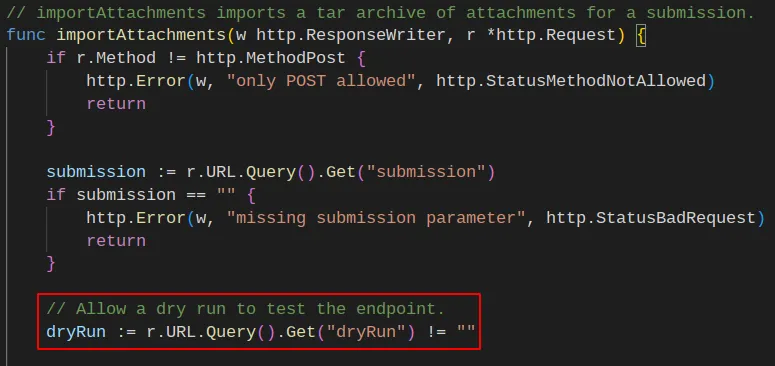 // importAttachments imports a tar archive of attachments for a submission.
func importAttachments(w http.ResponseWriter, r *http.Request) {
    if r.Method != http.MethodPost {
        http.Error(w, "only POST allowed", http.StatusMethodNotAllowed)
        return
    }

    submission := r.URL.Query().Get("submission")
    if submission == "" {
        http.Error(w, "missing submission parameter", http.StatusBadRequest)
        return
    }

    // Allow a dry run to test the endpoint.
    dryRun := r.URL.Query().Get("dryRun") != ""